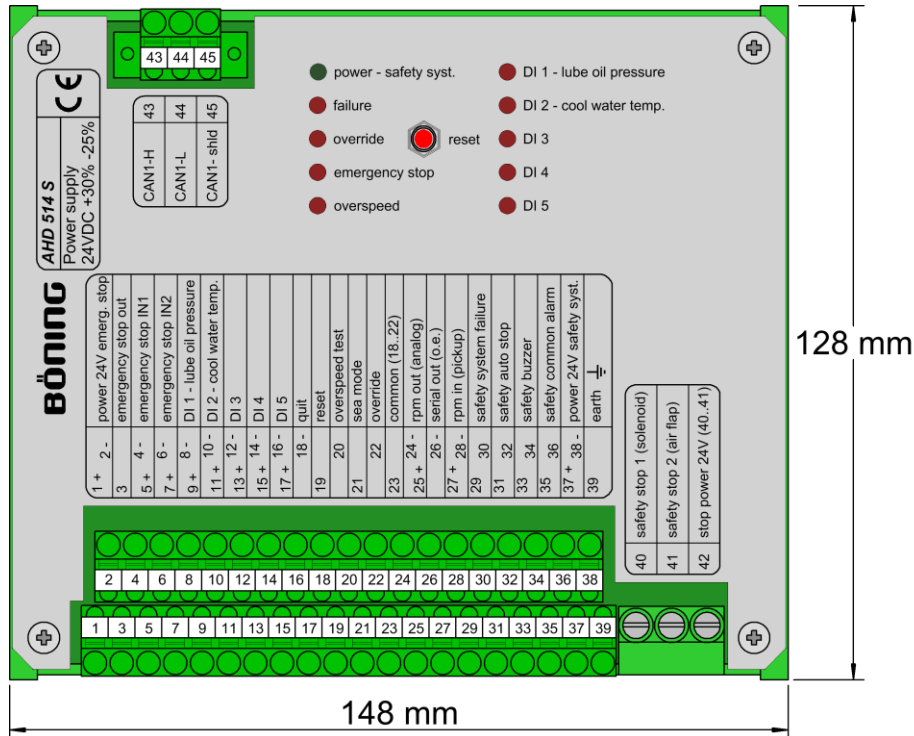 43 44 45
CAN1-H 43
CAN1-L 44
CAN1- shld 45
power - safety syst.
failure
override
emergency stop
overspeed
reset
DI 1 - lube oil pressure
DI 2 - cool water temp.
DI 3
DI 4
DI 5
AHD 514 S
Power supply
24VDC +30% -25%
CE
BÖNING
1 + 2 - power 24V emerg. stop
3 emergency stop out
5 + 4 - emergency stop IN1
7 + 6 - emergency stop IN2
9 + 8 - DI 1 - lube oil pressure
11 + 10 - DI 2 - cool water temp.
13 + 12 - DI 3
15 + 14 - DI 4
17 + 16 - DI 5
18 - quit
19 reset
20 overspeed test
21 sea mode
22 override
23 common (18..22)
25 + 24 - rpm out (analog)
26 - serial out (o.e.)
27 + 28 - rpm in (pickup)
29 30 safety system failure
31 32 safety auto stop
33 34 safety buzzer
35 36 safety common alarm
37 + 38 - power 24V safety syst.
39 earth
40 safety stop 1 (solenoid)
41 safety stop 2 (air flap)
42 stop power 24V (40..41)
2 4 6 8 10 12 14 16 18 20 22 24 26 28 30 32 34 36 38
1 3 5 7 9 11 13 15 17 19 21 23 25 27 29 31 33 35 37 39
128 mm
148 mm